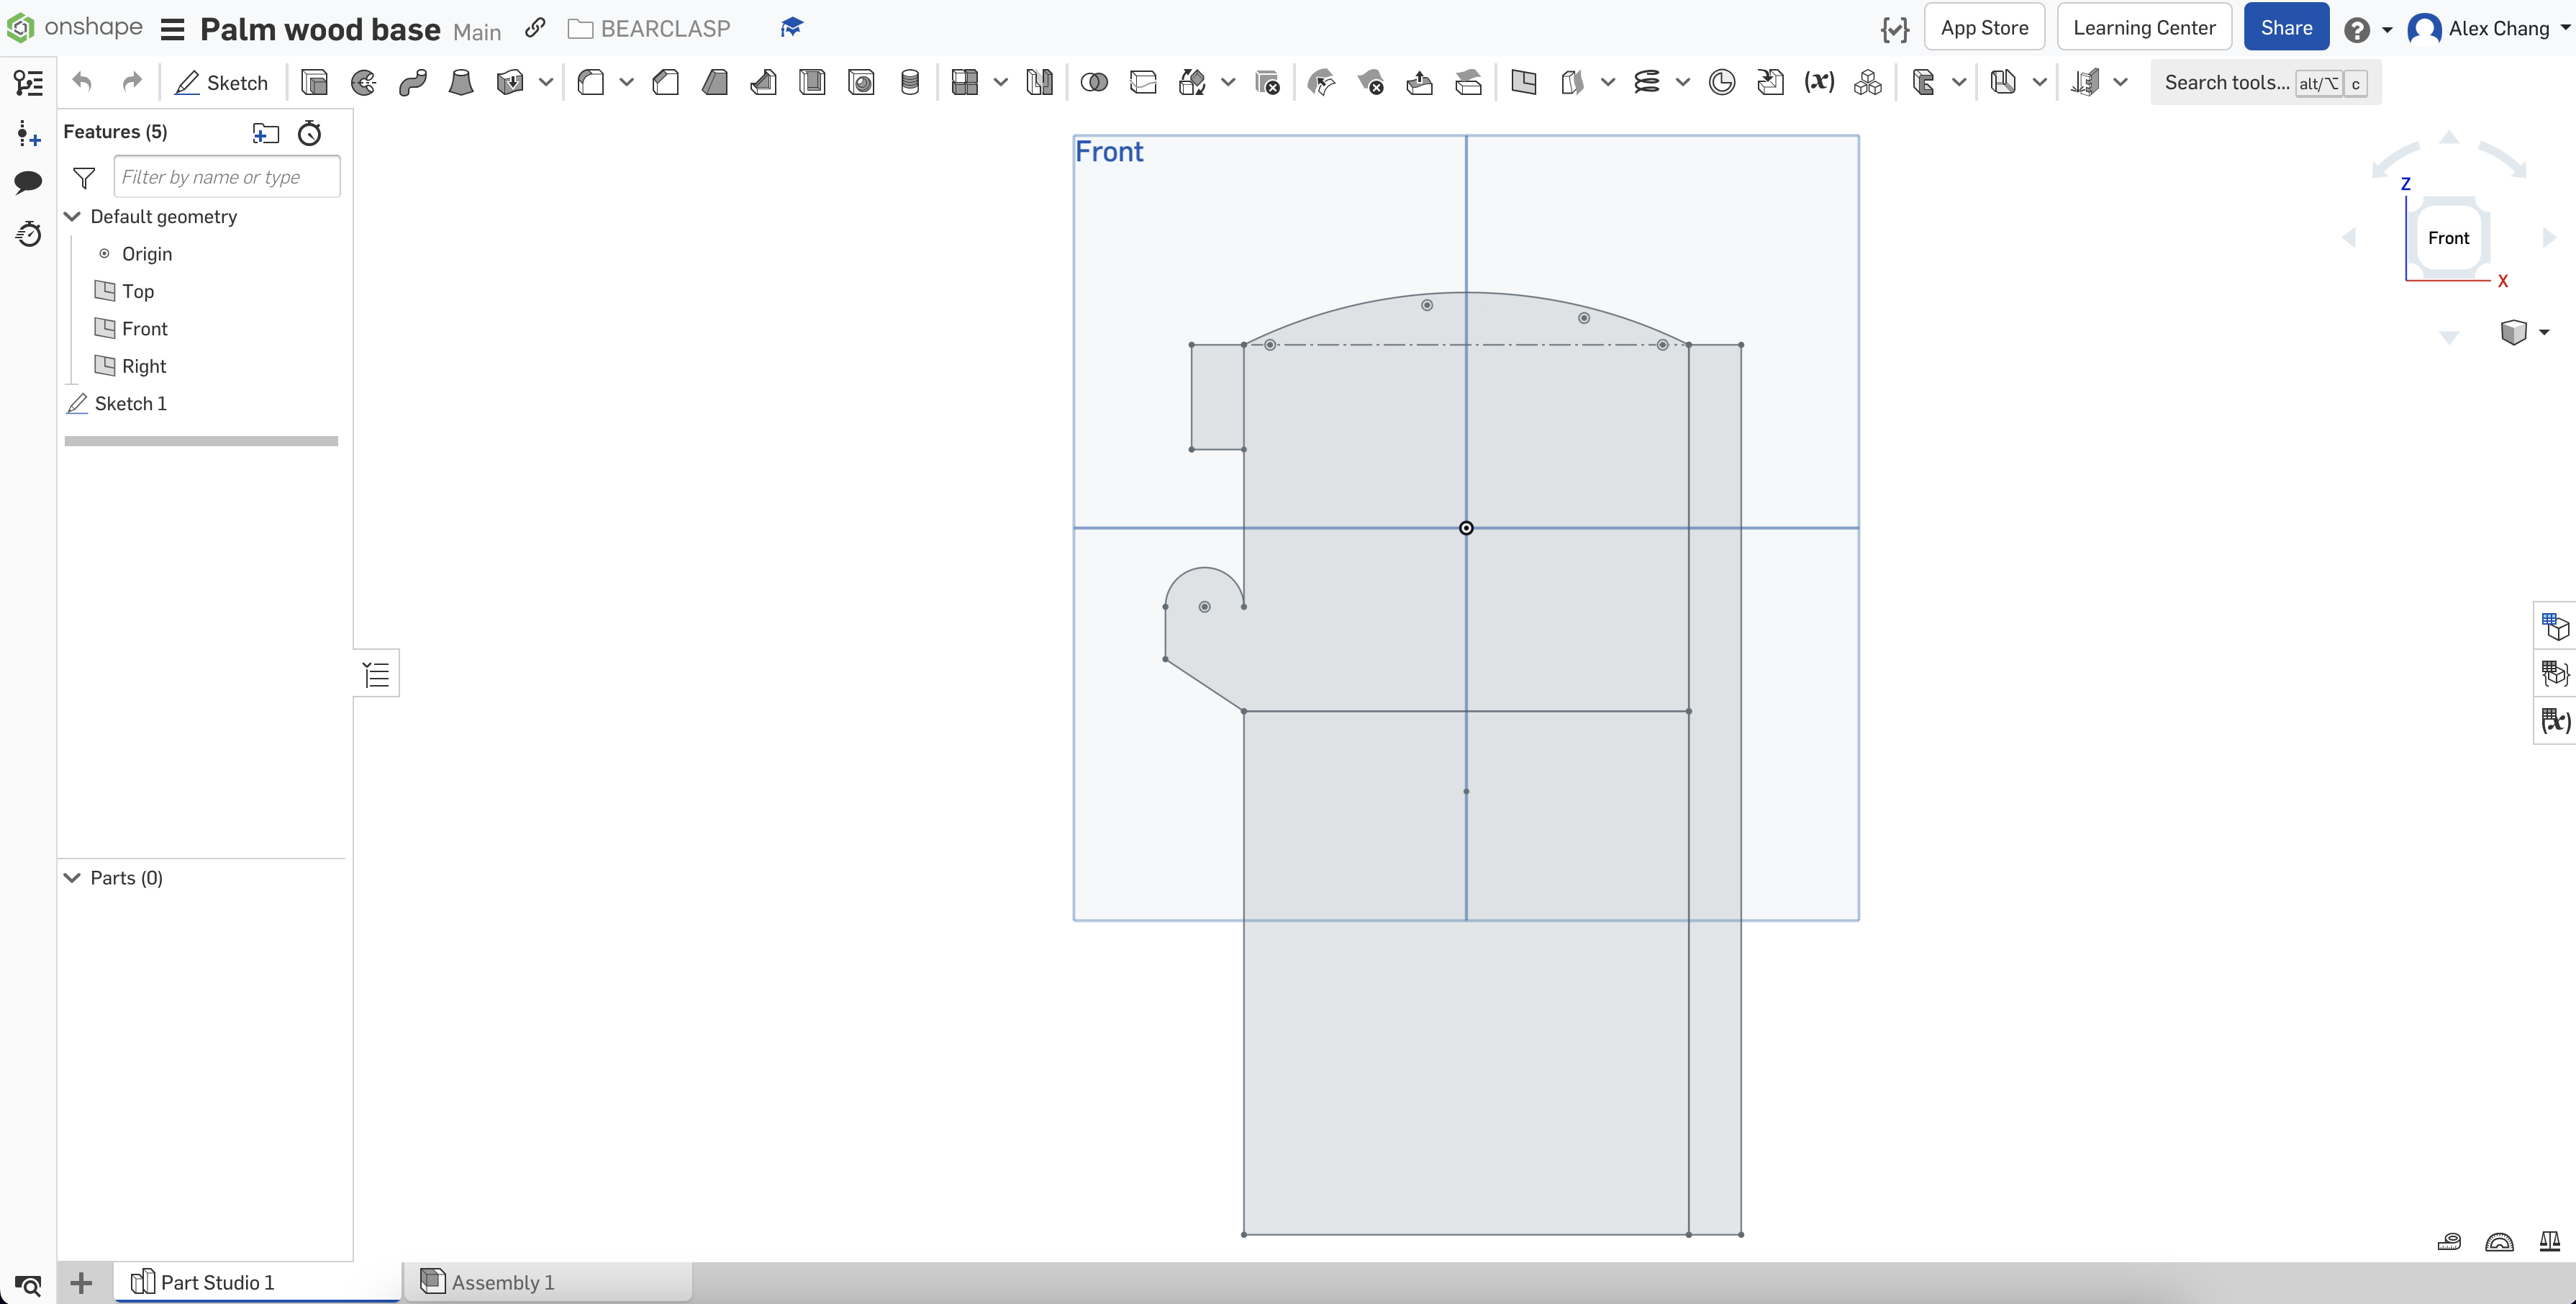 onshape Palm wood base Main BEARCLASP App Store Learning Center Share Alex Chang
Sketch (x) Search tools... alt/⌥ c
Features (5)
Filter by name or type
Default geometry
Origin
Top
Front
Right
Sketch 1
Parts (0)
Front
Z
Front
X
(x)
Part Studio 1 Assembly 1